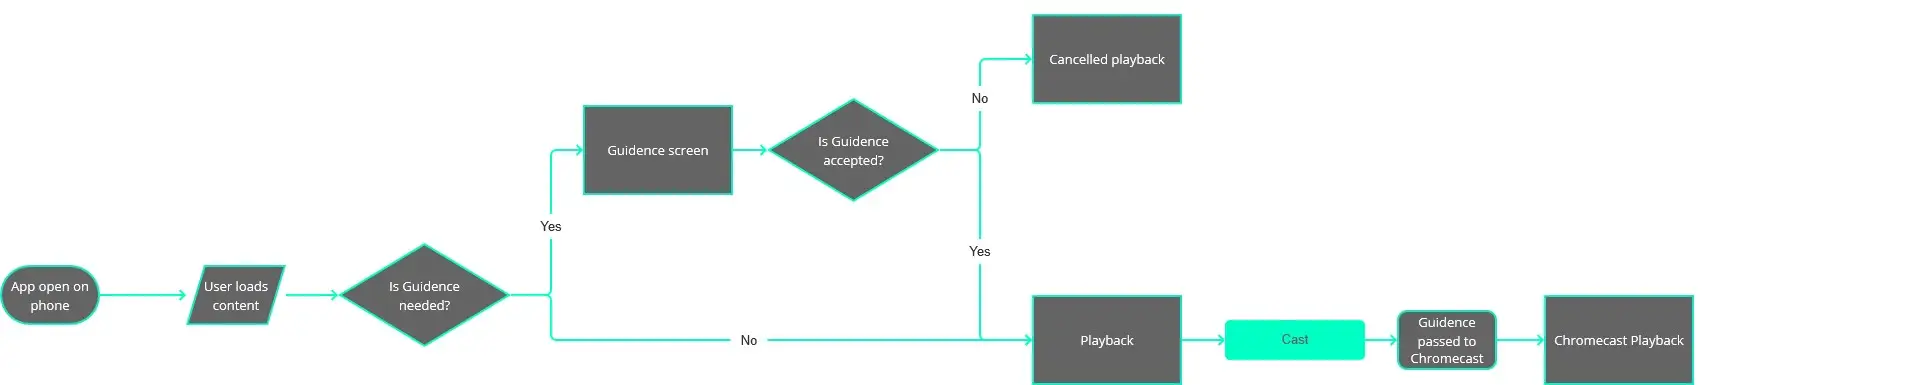 Cancelled playback
No
Guidence screen
Is Guidence
accepted?
Yes
Yes
App open on
phone
User loads
content
Is Guidence
needed?
No
Playback
Cast
Guidence
passed to
Chromecast
Chromecast Playback